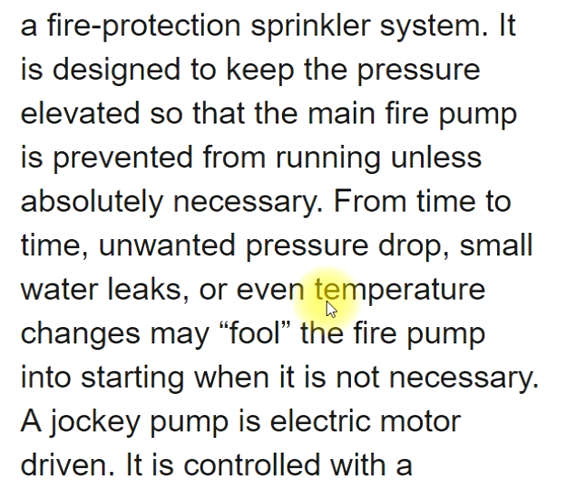 a fire-protection sprinkler system. It
is designed to keep the pressure
elevated so that the main fire pump
is prevented from running unless
absolutely necessary. From time to
time, unwanted pressure drop, small
water leaks, or even temperature
changes may “fool” the fire pump
into starting when it is not necessary.
A jockey pump is electric motor
driven. It is controlled with a